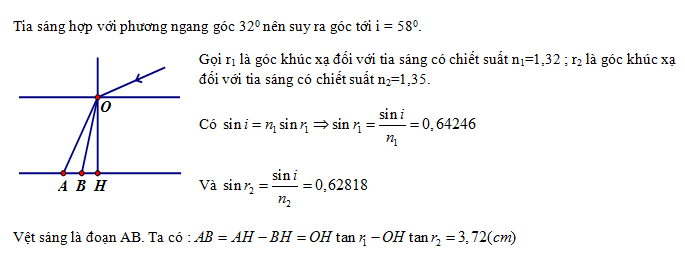 Tia sáng hợp với phương ngang góc 32⁰ nên suy ra góc tới i = 58⁰.
Gọi r₁ là góc khúc xạ đối với tia sáng có chiết suất n₁=1,32 ; r₂ là góc khúc xạ
đối với tia sáng có chiết suất n₂=1,35.
O
Có sin i = n₁ sin r₁ ⇒ sin r₁ = sin i / n₁ = 0,64246
A B H
Và sin r₂ = sin i / n₂ = 0,62818
Vệt sáng là đoạn AB. Ta có : AB = AH − BH = OH tan r₁ − OH tan r₂ = 3,72(cm)